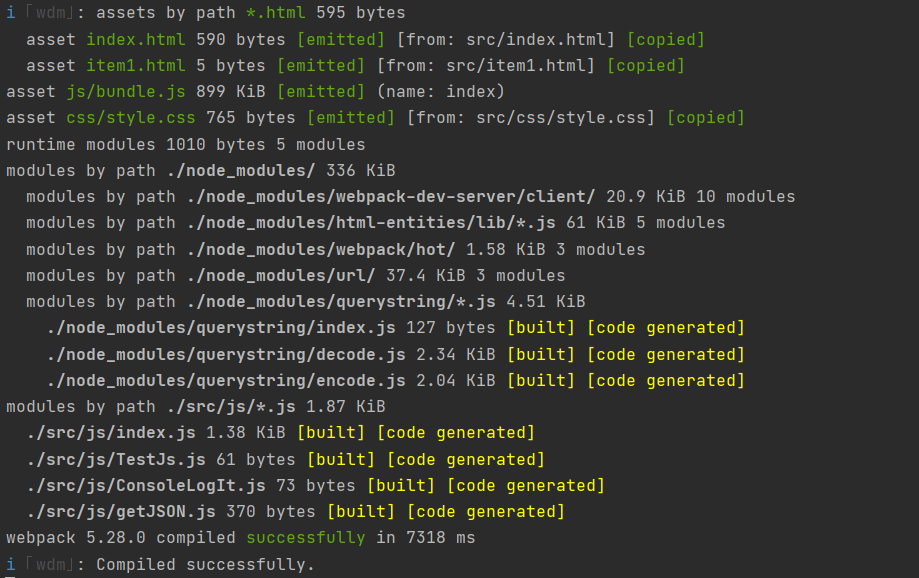 i ｢wdm｣: assets by path *.html 595 bytes
asset index.html 590 bytes [emitted] [from: src/index.html] [copied]
asset item1.html 5 bytes [emitted] [from: src/item1.html] [copied]
asset js/bundle.js 899 KiB [emitted] (name: index)
asset css/style.css 765 bytes [emitted] [from: src/css/style.css] [copied]
runtime modules 1010 bytes 5 modules
modules by path ./node_modules/ 336 KiB
modules by path ./node_modules/webpack-dev-server/client/ 20.9 KiB 10 modules
modules by path ./node_modules/html-entities/lib/*.js 61 KiB 5 modules
modules by path ./node_modules/webpack/hot/ 1.58 KiB 3 modules
modules by path ./node_modules/url/ 37.4 KiB 3 modules
modules by path ./node_modules/querystring/*.js 4.51 KiB
./node_modules/querystring/index.js 127 bytes [built] [code generated]
./node_modules/querystring/decode.js 2.34 KiB [built] [code generated]
./node_modules/querystring/encode.js 2.04 KiB [built] [code generated]
modules by path ./src/js/*.js 1.87 KiB
./src/js/index.js 1.38 KiB [built] [code generated]
./src/js/TestJs.js 61 bytes [built] [code generated]
./src/js/ConsoleLogIt.js 73 bytes [built] [code generated]
./src/js/getJSON.js 370 bytes [built] [code generated]
webpack 5.28.0 compiled successfully in 7318 ms
i ｢wdm｣: Compiled successfully.